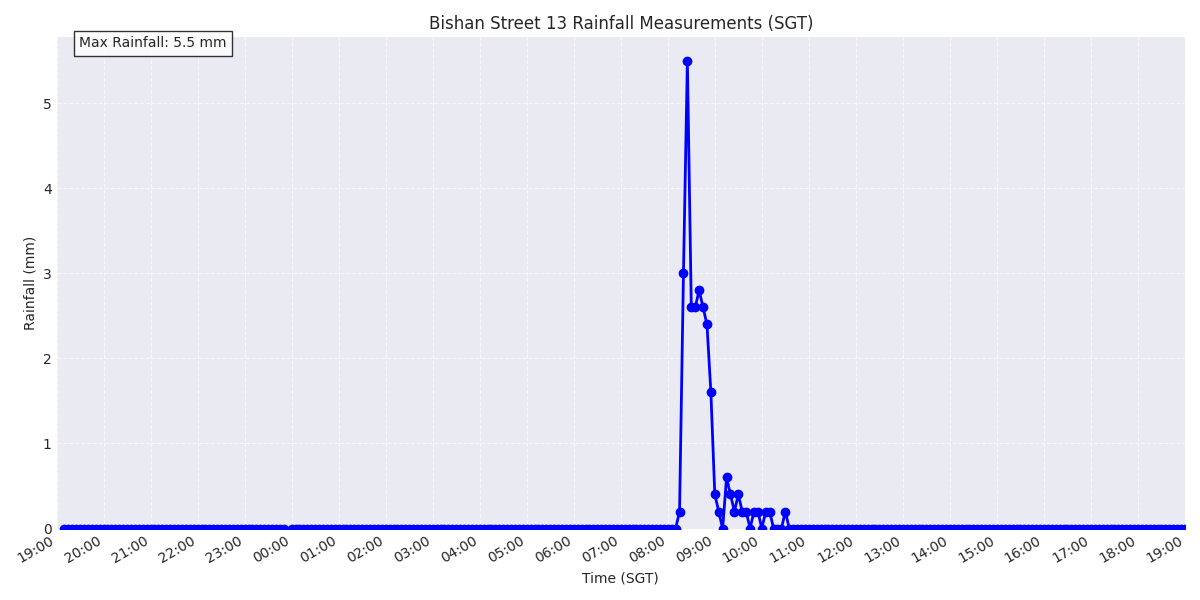 Bishan Street 13 Rainfall Measurements (SGT)
Max Rainfall: 5.5 mm
Rainfall (mm)
5
4
3
2
1
0
19:00 20:00 21:00 22:00 23:00 00:00 01:00 02:00 03:00 04:00 05:00 06:00 07:00 08:00 09:00 10:00 11:00 12:00 13:00 14:00 15:00 16:00 17:00 18:00 19:00
Time (SGT)